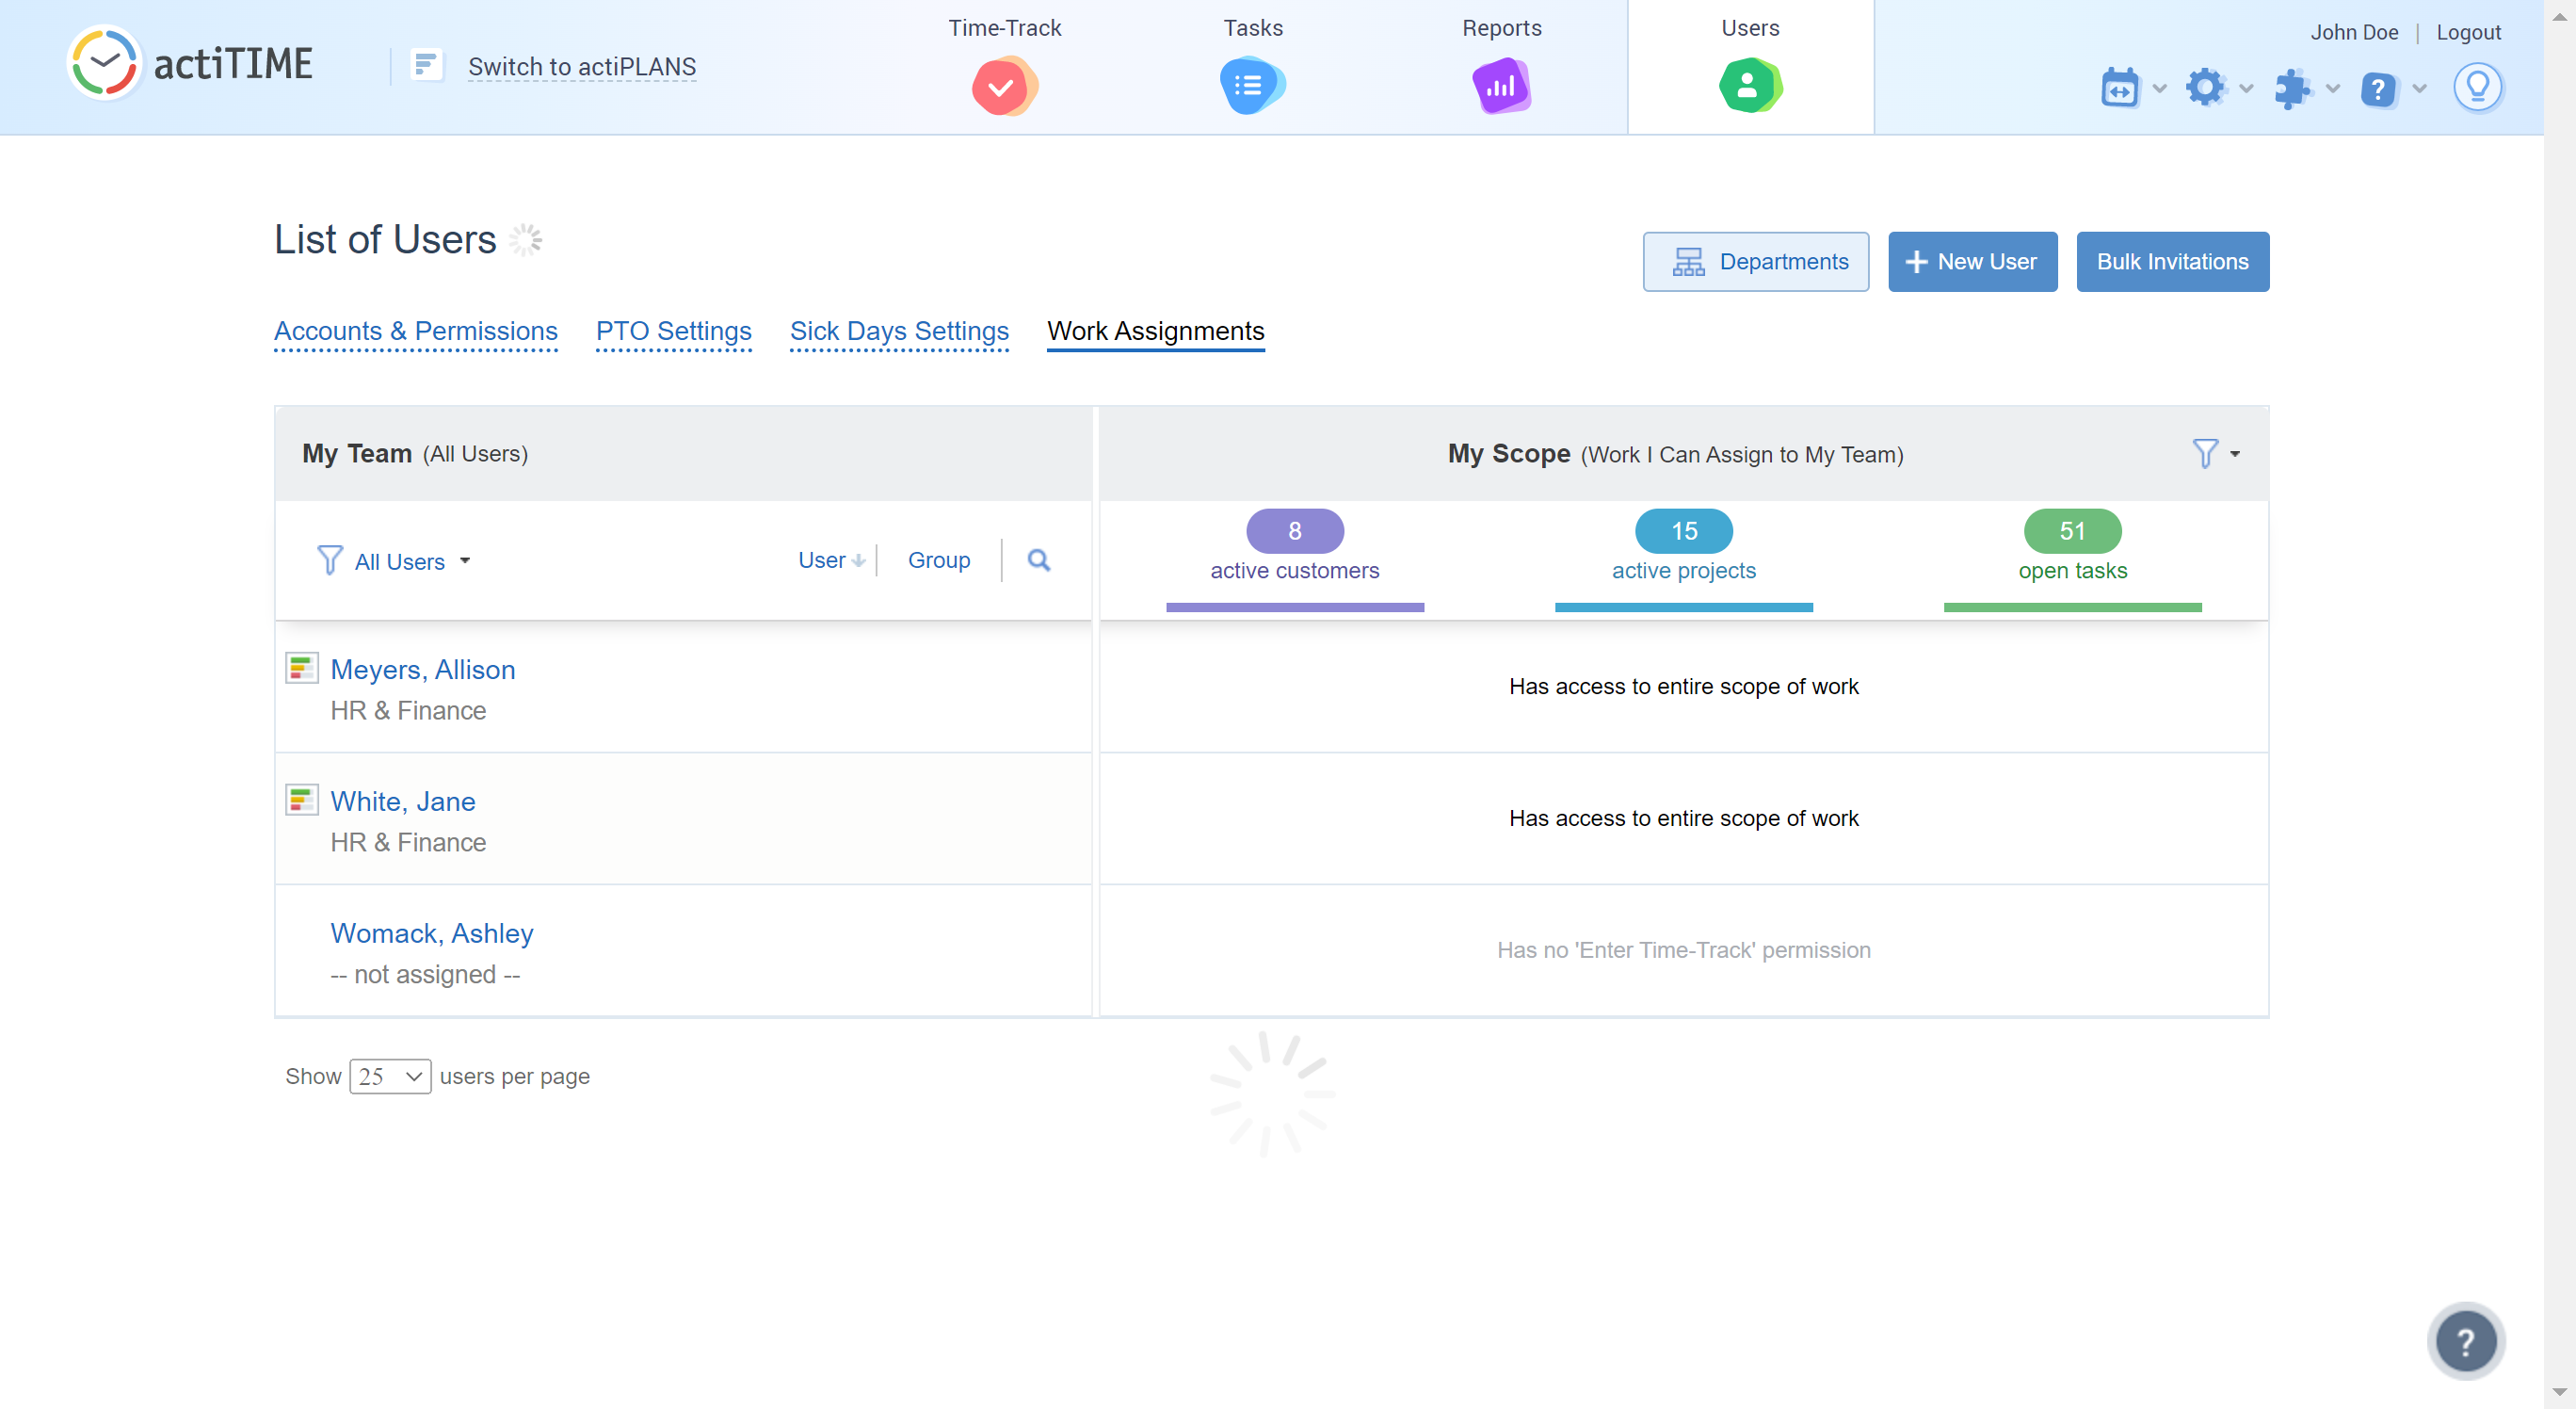 actiTIME
Switch to actiPLANS
Time-Track
Tasks
Reports
Users
John Doe | Logout
List of Users
Departments
New User
Bulk Invitations
Accounts & Permissions
PTO Settings
Sick Days Settings
Work Assignments
My Team (All Users)
My Scope (Work I Can Assign to My Team)
All Users
User
Group
8
active customers
15
active projects
51
open tasks
Meyers, Allison
HR & Finance
Has access to entire scope of work
White, Jane
HR & Finance
Has access to entire scope of work
Womack, Ashley
-- not assigned --
Has no 'Enter Time-Track' permission
Show 25 users per page
?